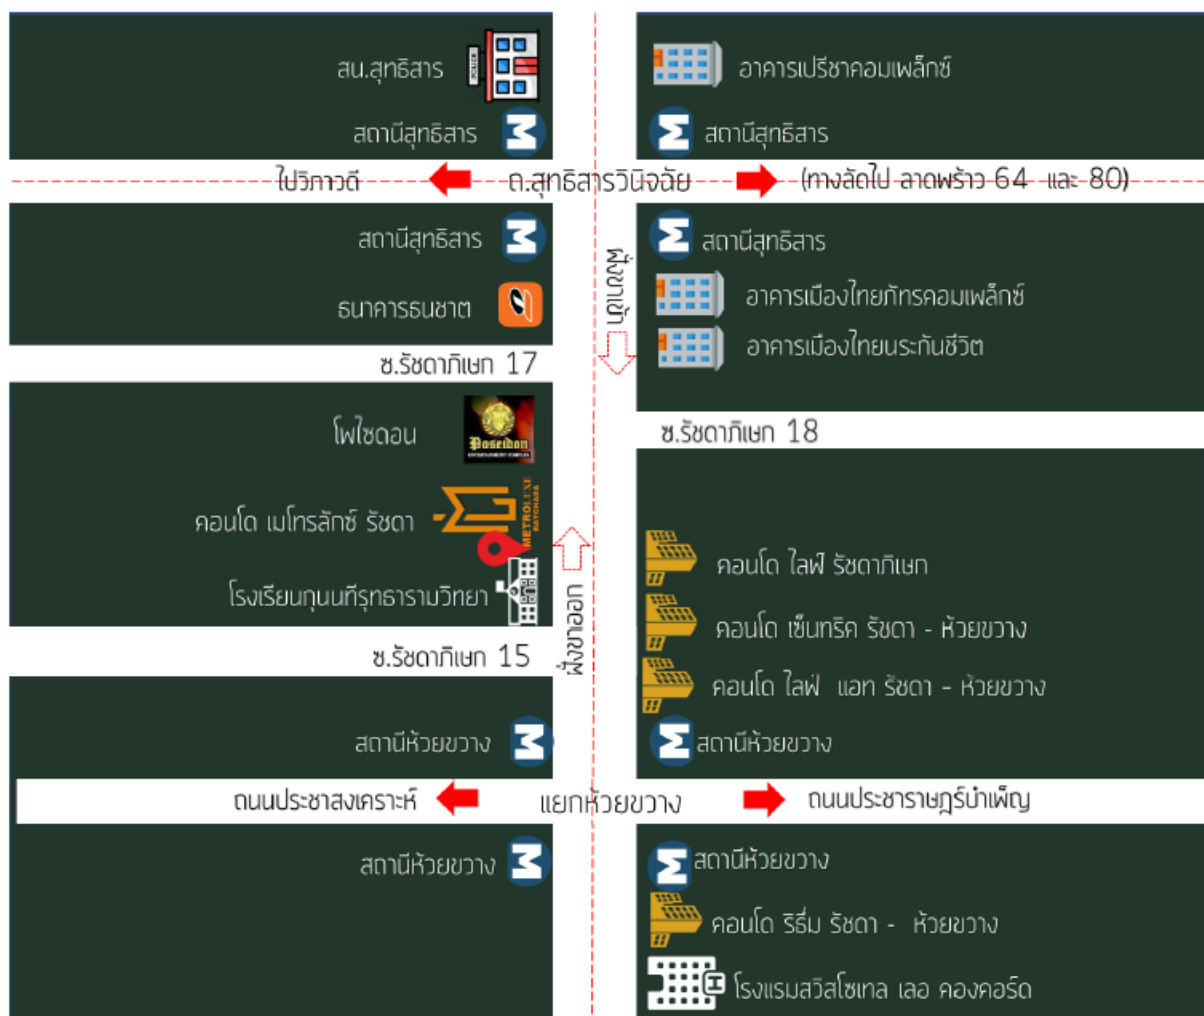 สน.สุทธิสาร
POLICE
อาคารเปรีชาคอมเพล็กซ์
สถานีสุทธิสาร
สถานีสุทธิสาร
ไปวิภาวดี
ถ.สุทธิสารวินิจฉัย
(ทางลัดไป ลาดพร้าว 64 และ 80)
สถานีสุทธิสาร
สถานีสุทธิสาร
ฝั่งขาเข้า
ธนาคารธนชาต
อาคารเมืองไทยภัทรคอมเพล็กซ์
อาคารเมืองไทยนระกันชีวิต
ซ.รัชดาภิเษก 17
โพไซดอน
Poseidon
ซ.รัชดาภิเษก 18
คอนโด เมโทรลักซ์ รัชดา
METROLUXE
RATCHADA
โรงเรียนกุนนทีรุทธารามวิทยา
คอนโด ไลฟ์ รัชดาภิเษก
คอนโด เซ็นทริค รัชดา - ห้วยขวาง
ฝั่งขาออก
ซ.รัชดาภิเษก 15
คอนโด ไลฟ์ แอท รัชดา - ห้วยขวาง
สถานีห้วยขวาง
สถานีห้วยขวาง
ถนนประชาสงเคราะห์
แยกห้วยขวาง
ถนนประชาราษฎร์บำเพ็ญ
สถานีห้วยขวาง
สถานีห้วยขวาง
คอนโด ริธึ่ม รัชดา - ห้วยขวาง
โรงแรมสวิสโซเทล เลอ คองคอร์ด